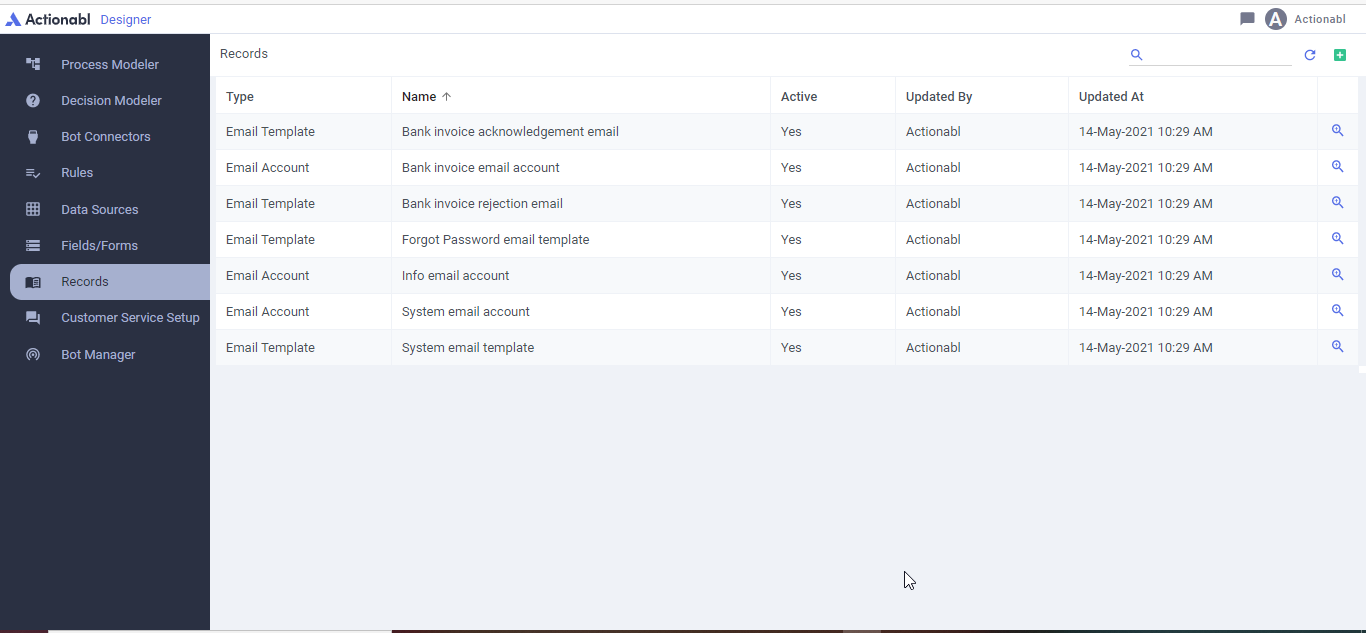 Actionabl Designer
A Actionabl
Process Modeler
Decision Modeler
Bot Connectors
Rules
Data Sources
Fields/Forms
Records
Customer Service Setup
Bot Manager
Records
Type Name Active Updated By Updated At
Email Template Bank invoice acknowledgement email Yes Actionabl 14-May-2021 10:29 AM
Email Account Bank invoice email account Yes Actionabl 14-May-2021 10:29 AM
Email Template Bank invoice rejection email Yes Actionabl 14-May-2021 10:29 AM
Email Template Forgot Password email template Yes Actionabl 14-May-2021 10:29 AM
Email Account Info email account Yes Actionabl 14-May-2021 10:29 AM
Email Account System email account Yes Actionabl 14-May-2021 10:29 AM
Email Template System email template Yes Actionabl 14-May-2021 10:29 AM